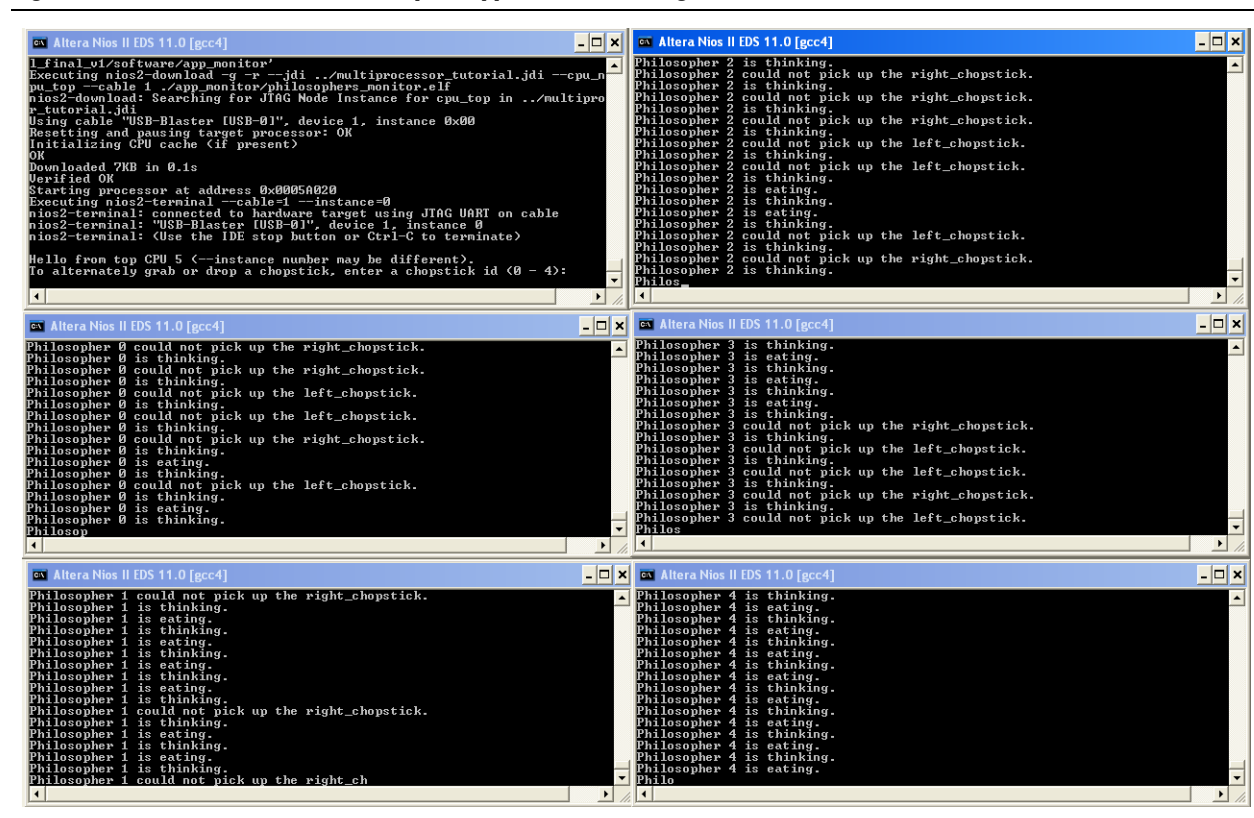 Altera Nios II EDS 11.0 [gcc4]
l_final_v1/software/app_monitor'
Executing nios2-download -g -r --jdi ../multiprocessor_tutorial.jdi --cpu_n
pu_top --cable 1 ./app_monitor/philosophers_monitor.elf
nios2-download: Searching for JTAG Node Instance for cpu_top in ../multipro
r_tutorial.jdi
Using cable "USB-Blaster [USB-0]", device 1, instance 0x00
Resetting and pausing target processor: OK
Initializing CPU cache (if present)
OK
Downloaded 7KB in 0.1s
Verified OK
Starting processor at address 0x0005A020
Executing nios2-terminal --cable=1 --instance=0
nios2-terminal: connected to hardware target using JTAG UART on cable
nios2-terminal: "USB-Blaster [USB-0]", device 1, instance 0
nios2-terminal: (Use the IDE stop button or Ctrl-C to terminate)
Hello from top CPU 5 (--instance number may be different).
To alternately grab or drop a chopstick, enter a chopstick id (0 - 4):
Altera Nios II EDS 11.0 [gcc4]
Philosopher 2 is thinking.
Philosopher 2 could not pick up the right_chopstick.
Philosopher 2 is thinking.
Philosopher 2 could not pick up the right_chopstick.
Philosopher 2 is thinking.
Philosopher 2 could not pick up the right_chopstick.
Philosopher 2 is thinking.
Philosopher 2 could not pick up the left_chopstick.
Philosopher 2 is thinking.
Philosopher 2 could not pick up the left_chopstick.
Philosopher 2 is thinking.
Philosopher 2 is eating.
Philosopher 2 is thinking.
Philosopher 2 is eating.
Philosopher 2 is thinking.
Philosopher 2 could not pick up the left_chopstick.
Philosopher 2 is thinking.
Philosopher 2 could not pick up the right_chopstick.
Philosopher 2 is thinking.
Philos_
Altera Nios II EDS 11.0 [gcc4]
Philosopher 0 could not pick up the right_chopstick.
Philosopher 0 is thinking.
Philosopher 0 could not pick up the right_chopstick.
Philosopher 0 is thinking.
Philosopher 0 could not pick up the left_chopstick.
Philosopher 0 is thinking.
Philosopher 0 could not pick up the left_chopstick.
Philosopher 0 is thinking.
Philosopher 0 could not pick up the right_chopstick.
Philosopher 0 is thinking.
Philosopher 0 is eating.
Philosopher 0 is thinking.
Philosopher 0 could not pick up the left_chopstick.
Philosopher 0 is thinking.
Philosopher 0 is eating.
Philosopher 0 is thinking.
Philosop
Altera Nios II EDS 11.0 [gcc4]
Philosopher 3 is thinking.
Philosopher 3 is eating.
Philosopher 3 is thinking.
Philosopher 3 is eating.
Philosopher 3 is thinking.
Philosopher 3 is eating.
Philosopher 3 is thinking.
Philosopher 3 could not pick up the right_chopstick.
Philosopher 3 is thinking.
Philosopher 3 could not pick up the left_chopstick.
Philosopher 3 is thinking.
Philosopher 3 could not pick up the left_chopstick.
Philosopher 3 is thinking.
Philosopher 3 could not pick up the right_chopstick.
Philosopher 3 is thinking.
Philosopher 3 could not pick up the left_chopstick.
Philos
Altera Nios II EDS 11.0 [gcc4]
Philosopher 1 could not pick up the right_chopstick.
Philosopher 1 is thinking.
Philosopher 1 is eating.
Philosopher 1 is thinking.
Philosopher 1 is eating.
Philosopher 1 is thinking.
Philosopher 1 is eating.
Philosopher 1 is thinking.
Philosopher 1 is eating.
Philosopher 1 is thinking.
Philosopher 1 could not pick up the right_chopstick.
Philosopher 1 is thinking.
Philosopher 1 is eating.
Philosopher 1 is thinking.
Philosopher 1 is eating.
Philosopher 1 is thinking.
Philosopher 1 could not pick up the right_ch
Altera Nios II EDS 11.0 [gcc4]
Philosopher 4 is thinking.
Philosopher 4 is eating.
Philosopher 4 is thinking.
Philosopher 4 is eating.
Philosopher 4 is thinking.
Philosopher 4 is eating.
Philosopher 4 is thinking.
Philosopher 4 is eating.
Philosopher 4 is thinking.
Philosopher 4 is eating.
Philosopher 4 is thinking.
Philosopher 4 is eating.
Philosopher 4 is thinking.
Philosopher 4 is eating.
Philosopher 4 is thinking.
Philosopher 4 is eating.
Philo